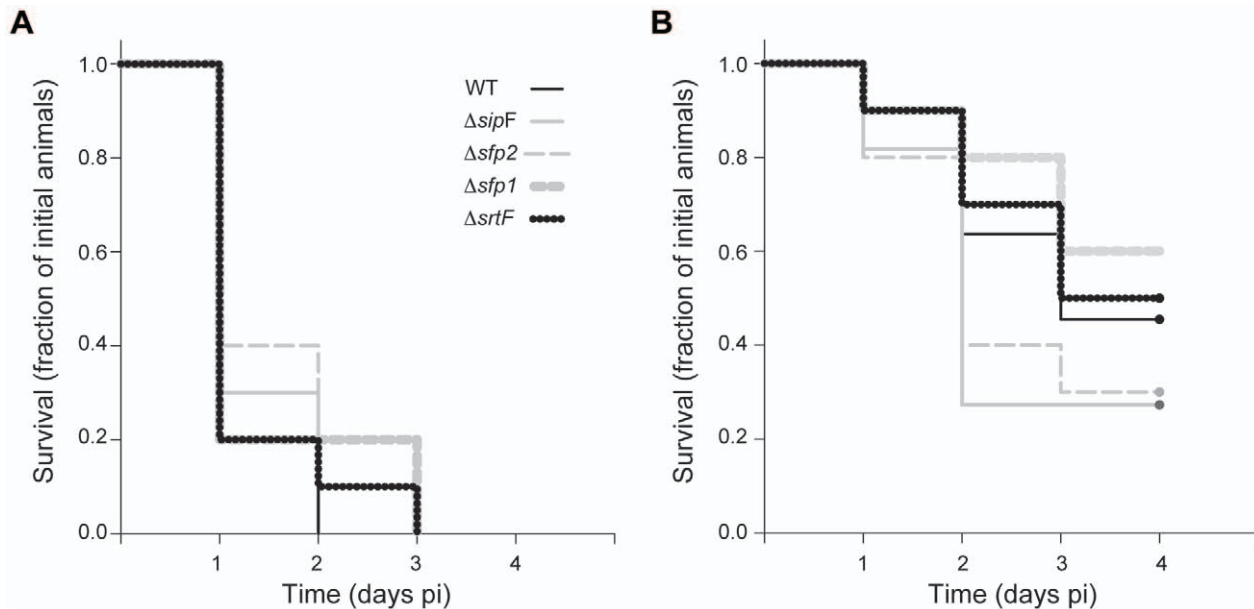 A
Survival (fraction of initial animals)
1.0
0.8
0.6
0.4
0.2
0.0
1 2 3 4
Time (days pi)
WT
ΔsipF
Δsfp2
Δsfp1
ΔsrtF
B
Survival (fraction of initial animals)
1.0
0.8
0.6
0.4
0.2
0.0
1 2 3 4
Time (days pi)